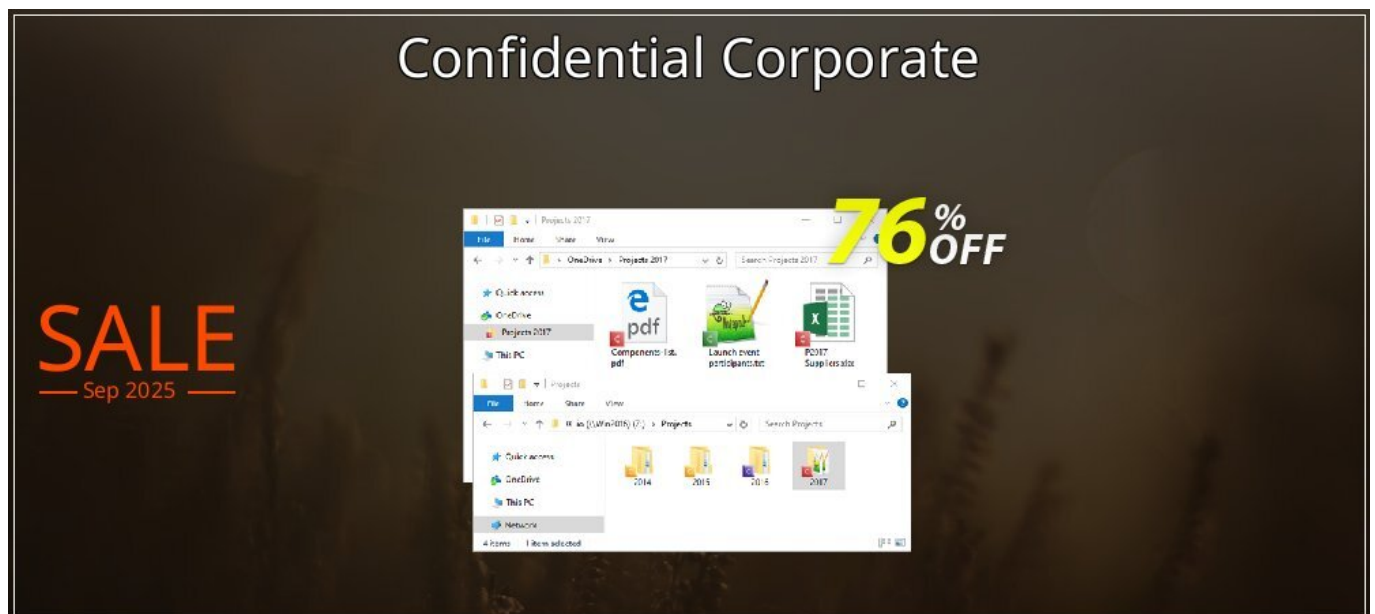 Confidential Corporate
76% OFF
SALE
Sep 2025
Projects 2017
File Home Share View
OneDrive › Projects 2017
Search Projects 2017
Quick access
OneDrive
Projects 2017
This PC
pdf
Components-list.
pdf
Launch event
participants.txt
P2017
Suppliers.xlsx
Projects
File Home Share View
(\\Win2016) (Z:) › Projects
Search Projects
Quick access
OneDrive
This PC
Network
2014 2015 2016 2017
4 items 1 item selected